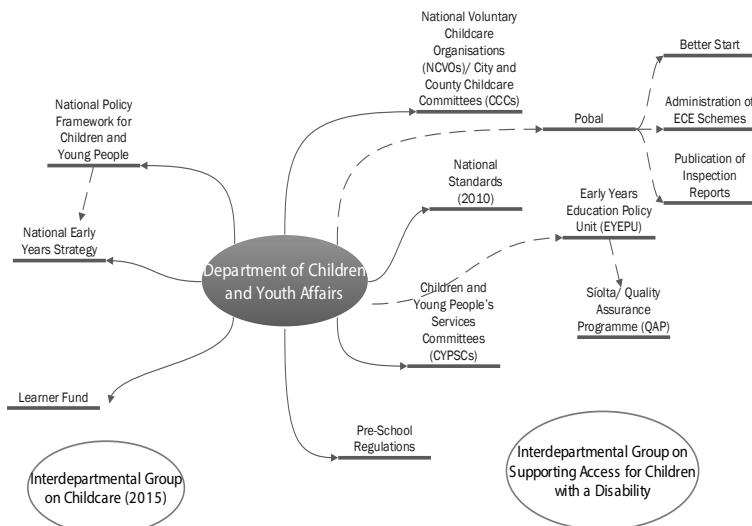 National Voluntary
Childcare
Organisations
(NCVOs)/ City and
County Childcare
Committees (CCCs)
Better Start
National Policy
Framework for
Children and
Young People
Pobal
Administration of
ECE Schemes
Publication of
Inspection
Reports
National
Standards
(2010)
Early Years
Education Policy
Unit (EYEPU)
National Early
Years Strategy
Department of Children
and Youth Affairs
Children and
Young People's
Services
Committees
(CYPSCs)
Síolta/ Quality
Assurance
Programme (QAP)
Learner Fund
Pre-School
Regulations
Interdepartmental Group
on Childcare (2015)
Interdepartmental Group on
Supporting Access for Children
with a Disability